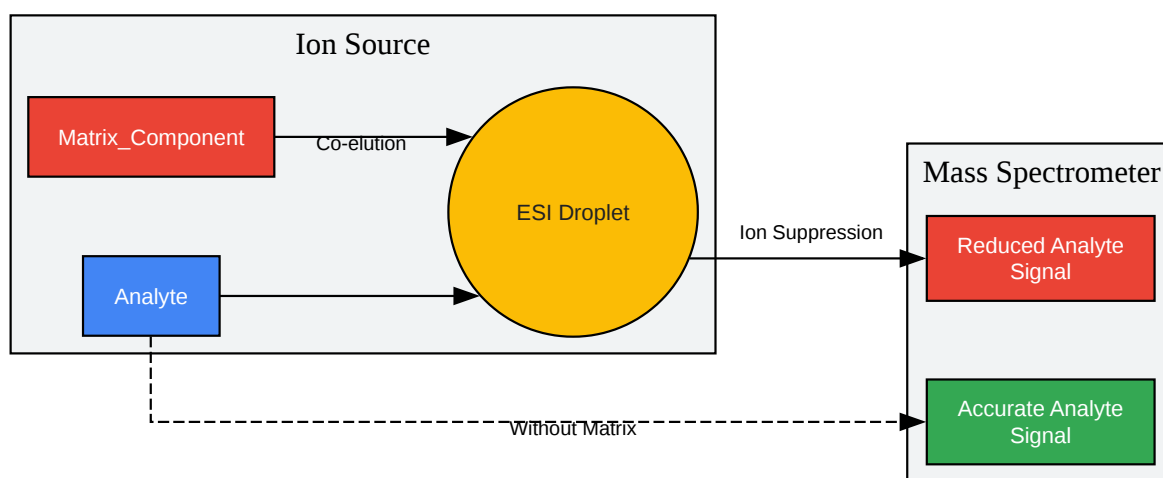 Ion Source
Matrix_Component
Co-elution
ESI Droplet
Analyte
Ion Suppression
Mass Spectrometer
Reduced Analyte
Signal
Without Matrix
Accurate Analyte
Signal